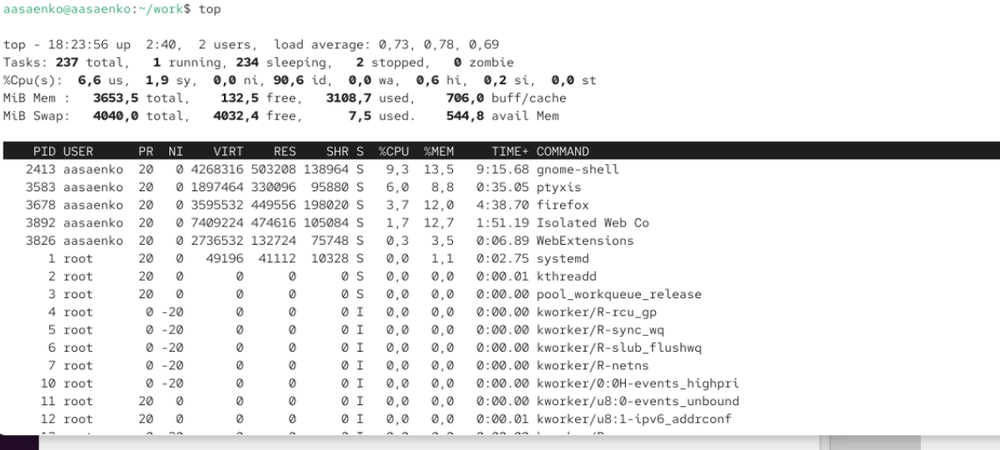 aasaenko@aasaenko:~/work$ top
top - 18:23:56 up  2:40,  2 users,  load average: 0,73, 0,78, 0,69
Tasks: 237 total,   1 running, 234 sleeping,   2 stopped,   0 zombie
%Cpu(s):  6,6 us,  1,9 sy,  0,0 ni, 90,6 id,  0,0 wa,  0,6 hi,  0,2 si,  0,0 st
MiB Mem :   3653,5 total,    132,5 free,   3108,7 used,    706,0 buff/cache
MiB Swap:   4040,0 total,   4032,4 free,      7,5 used.    544,8 avail Mem
PID USER      PR  NI    VIRT    RES    SHR S  %CPU  %MEM     TIME+ COMMAND
2413 aasaenko  20   0 4268316 503208 138964 S   9,3  13,5   9:15.68 gnome-shell
3583 aasaenko  20   0 1897464 330096  95880 S   6,0   8,8   0:35.05 ptyxis
3678 aasaenko  20   0 3595532 449556 198020 S   3,7  12,0   4:38.70 firefox
3892 aasaenko  20   0 7409224 474616 105084 S   1,7  12,7   1:51.19 Isolated Web Co
3826 aasaenko  20   0 2736532 132724  75748 S   0,3   3,5   0:06.89 WebExtensions
1 root      20   0   49196  41112  10328 S   0,0   1,1   0:02.75 systemd
2 root      20   0       0      0      0 S   0,0   0,0   0:00.01 kthreadd
3 root      20   0       0      0      0 S   0,0   0,0   0:00.00 pool_workqueue_release
4 root       0 -20       0      0      0 I   0,0   0,0   0:00.00 kworker/R-rcu_gp
5 root       0 -20       0      0      0 I   0,0   0,0   0:00.00 kworker/R-sync_wq
6 root       0 -20       0      0      0 I   0,0   0,0   0:00.00 kworker/R-slub_flushwq
7 root       0 -20       0      0      0 I   0,0   0,0   0:00.00 kworker/R-netns
10 root       0 -20       0      0      0 I   0,0   0,0   0:00.00 kworker/0:0H-events_highpri
11 root      20   0       0      0      0 I   0,0   0,0   0:00.00 kworker/u8:0-events_unbound
12 root      20   0       0      0      0 I   0,0   0,0   0:00.01 kworker/u8:1-ipv6_addrconf